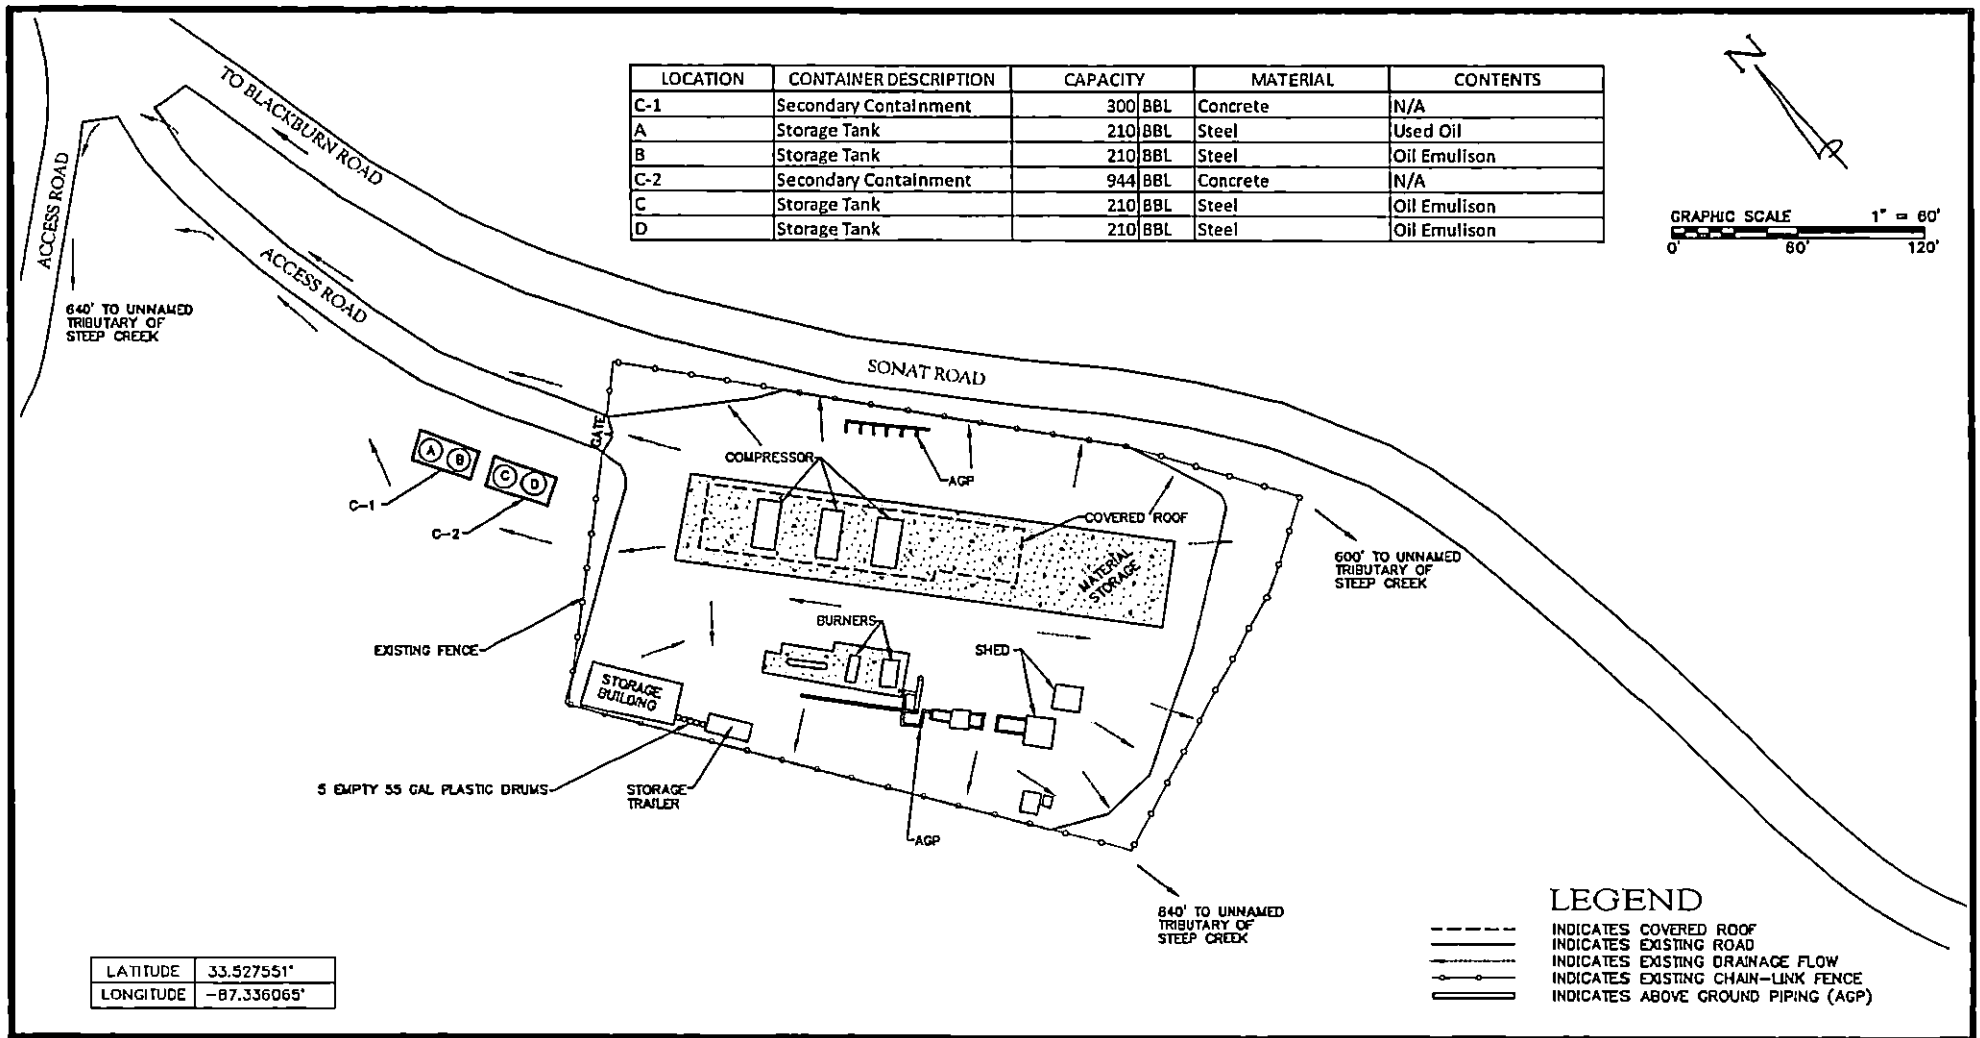 LOCATION CONTAINER DESCRIPTION CAPACITY MATERIAL CONTENTS
C-1 Secondary Containment 300 BBL Concrete N/A
A Storage Tank 210 BBL Steel Used Oil
B Storage Tank 210 BBL Steel Oil Emulison
C-2 Secondary Containment 944 BBL Concrete N/A
C Storage Tank 210 BBL Steel Oil Emulison
D Storage Tank 210 BBL Steel Oil Emulison
N
GRAPHIC SCALE 1" = 60'
0' 60' 120'
TO BLACKBURN ROAD
ACCESS ROAD
ACCESS ROAD
640' TO UNNAMED
TRIBUTARY OF
STEEP CREEK
SONAT ROAD
GATE
A B C D
C-1
C-2
COMPRESSOR
AGP
COVERED ROOF
MATERIAL
STORAGE
600' TO UNNAMED
TRIBUTARY OF
STEEP CREEK
EXISTING FENCE
BURNERS
SHED
STORAGE
BUILDING
5 EMPTY 55 GAL PLASTIC DRUMS
STORAGE
TRAILER
AGP
840' TO UNNAMED
TRIBUTARY OF
STEEP CREEK
LATITUDE 33.527551°
LONGITUDE -87.336065°
LEGEND
INDICATES COVERED ROOF
INDICATES EXISTING ROAD
INDICATES EXISTING DRAINAGE FLOW
INDICATES EXISTING CHAIN-LINK FENCE
INDICATES ABOVE GROUND PIPING (AGP)